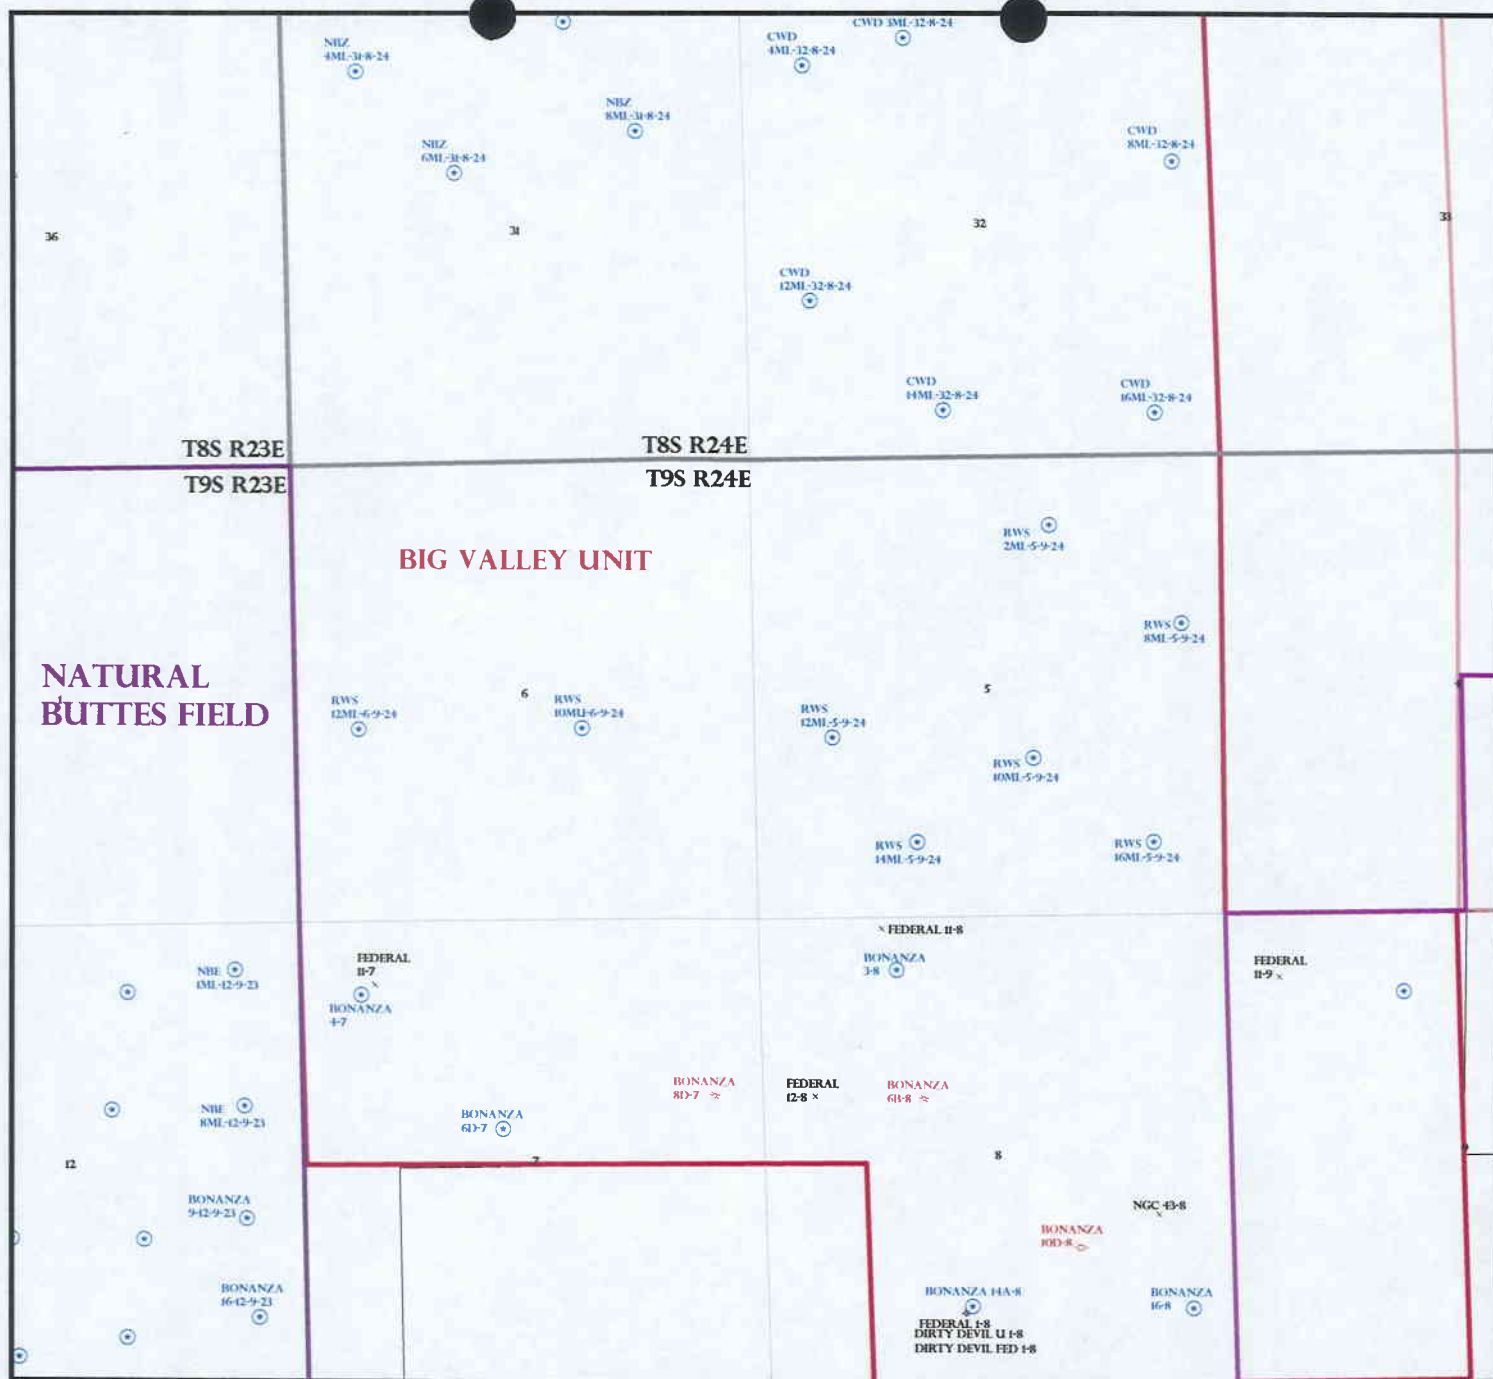 CWD 3ML-32-8-24
NBZ
4ML-31-8-24
CWD
4ML-32-8-24
NBZ
8ML-31-8-24
NBZ
6ML-31-8-24
CWD
8ML-32-8-24
36
31
32
33
CWD
12ML-32-8-24
CWD
14ML-32-8-24
CWD
16ML-32-8-24
T8S R23E
T8S R24E
T9S R23E
T9S R24E
BIG VALLEY UNIT
RWS
2ML-5-9-24
RWS
8ML-5-9-24
NATURAL
BUTTES FIELD
6
5
RWS
12ML-6-9-24
RWS
10MU-6-9-24
RWS
12ML-5-9-24
RWS
10ML-5-9-24
RWS
14ML-5-9-24
RWS
16ML-5-9-24
FEDERAL 11-8
FEDERAL
11-7
BONANZA
3-8
FEDERAL
11-9
NBE
1ML-12-9-23
BONANZA
4-7
BONANZA
8D-7
FEDERAL
12-8
BONANZA
6B-8
NBE
8ML-12-9-23
BONANZA
6D-7
12
7
8
9
BONANZA
9-12-9-23
NGC 43-8
BONANZA
10D-8
BONANZA
16-12-9-23
BONANZA 14A-8
BONANZA
16-8
FEDERAL 1-8
DIRTY DEVIL U 1-8
DIRTY DEVIL FED 1-8